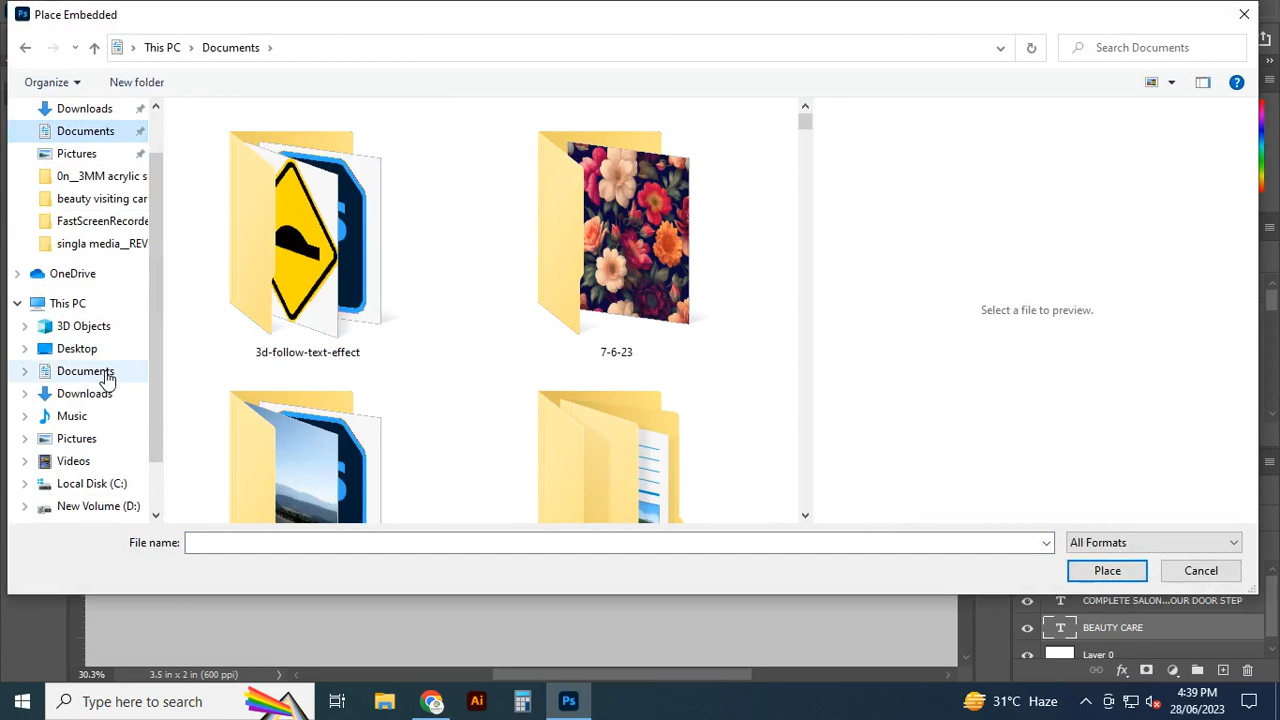 Ps Place Embedded
This PC > Documents >
Search Documents
Organize
New folder
Downloads
Documents
Pictures
0n__3MM acrylic s
beauty visiting car
FastScreenRecorde
singla media__REV
OneDrive
This PC
3D Objects
Desktop
Documents
Downloads
Music
Pictures
Videos
Local Disk (C:)
New Volume (D:)
3d-follow-text-effect
7-6-23
Select a file to preview.
File name:
All Formats
Place
Cancel
COMPLETE SALON...OUR DOOR STEP
BEAUTY CARE
Layer 0
30.3%
3.5 in x 2 in (600 ppi)
Type here to search
Ai
Ps
31°C Haze
4:39 PM
28/06/2023